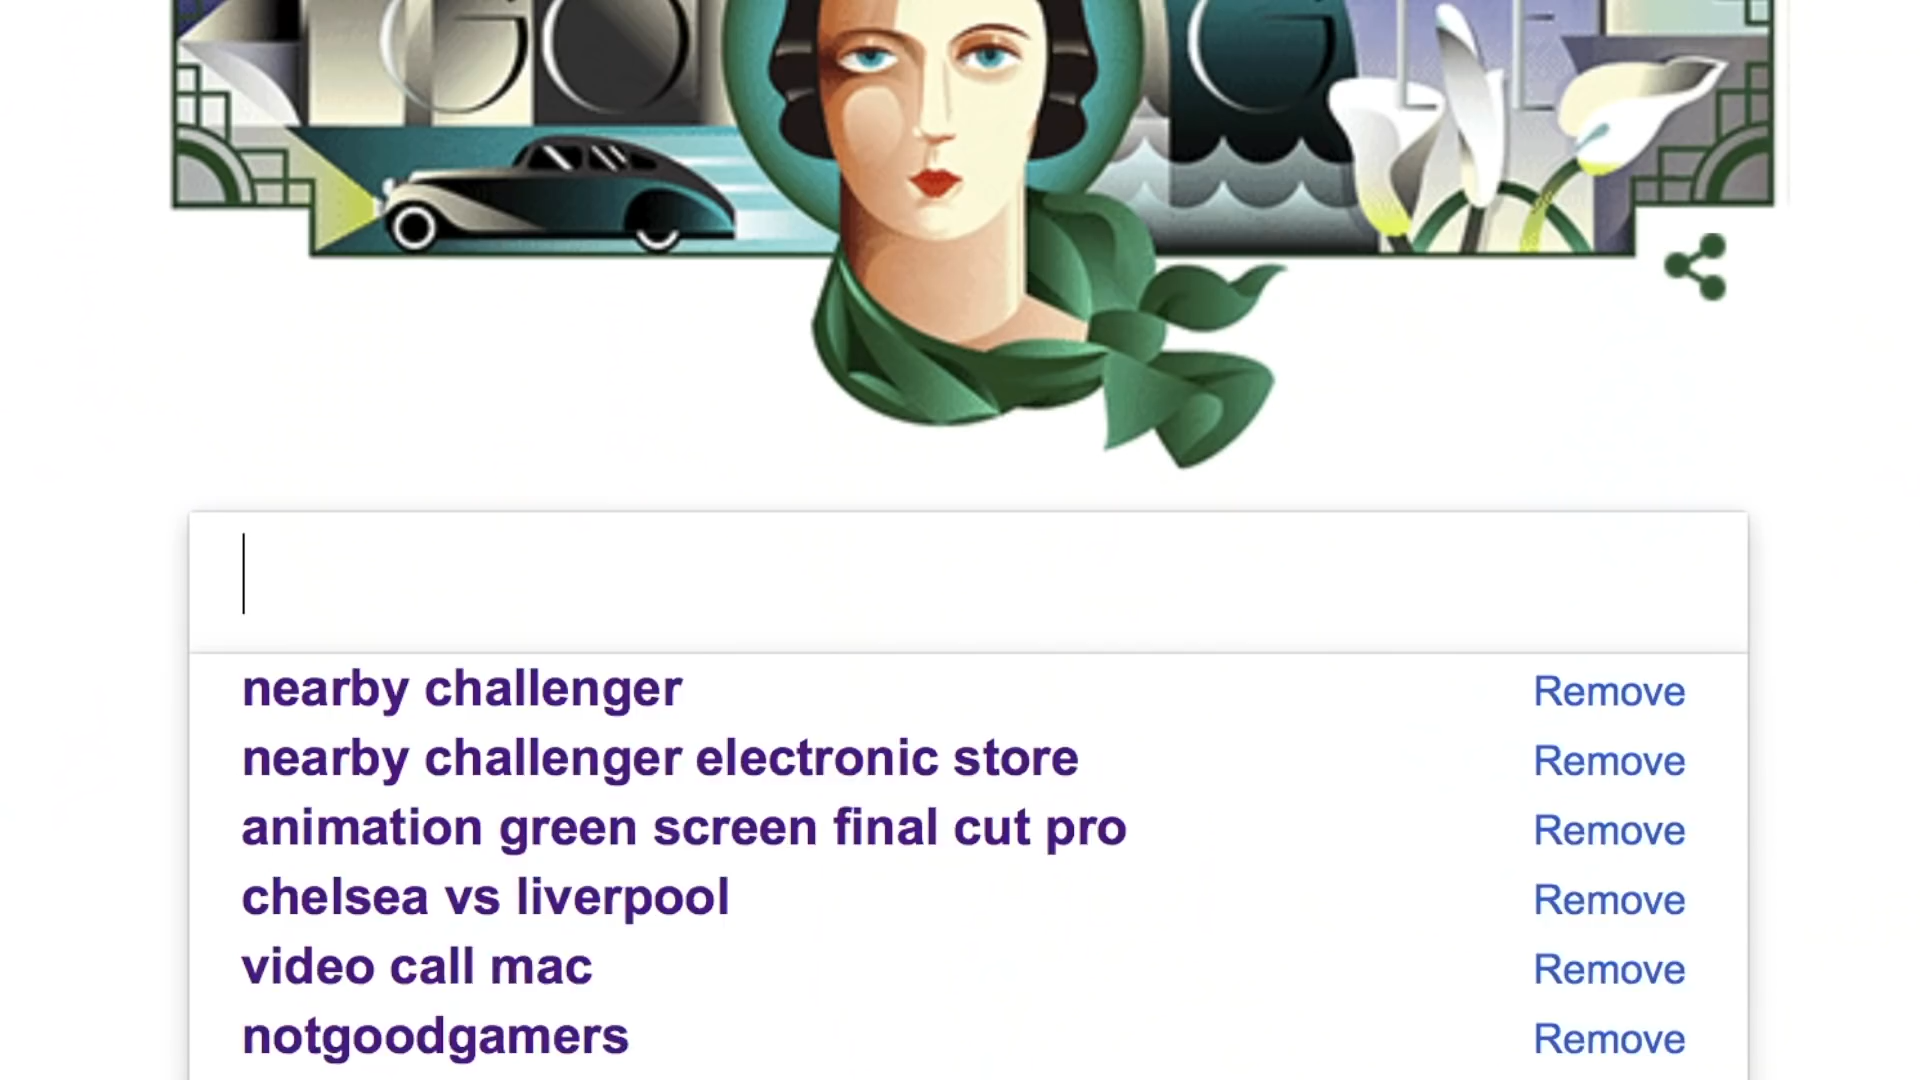 GOOGLE
nearby challenger Remove
nearby challenger electronic store Remove
animation green screen final cut pro Remove
chelsea vs liverpool Remove
video call mac Remove
notgoodgamers Remove